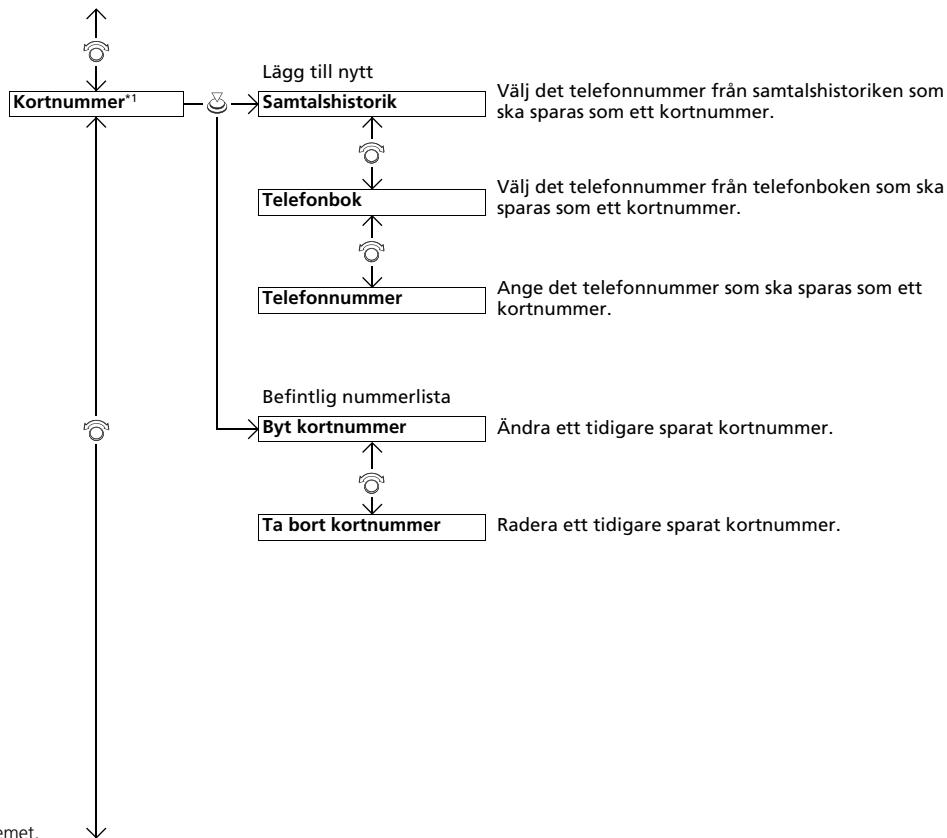 Lägg till nytt
Kortnummer*1
Samtalshistorik
Välj det telefonnummer från samtalshistoriken som
ska sparas som ett kortnummer.
Telefonbok
Välj det telefonnummer från telefonboken som ska
sparas som ett kortnummer.
Telefonnummer
Ange det telefonnummer som ska sparas som ett
kortnummer.
Befintlig nummerlista
Byt kortnummer
Ändra ett tidigare sparat kortnummer.
Ta bort kortnummer
Radera ett tidigare sparat kortnummer.
emet.